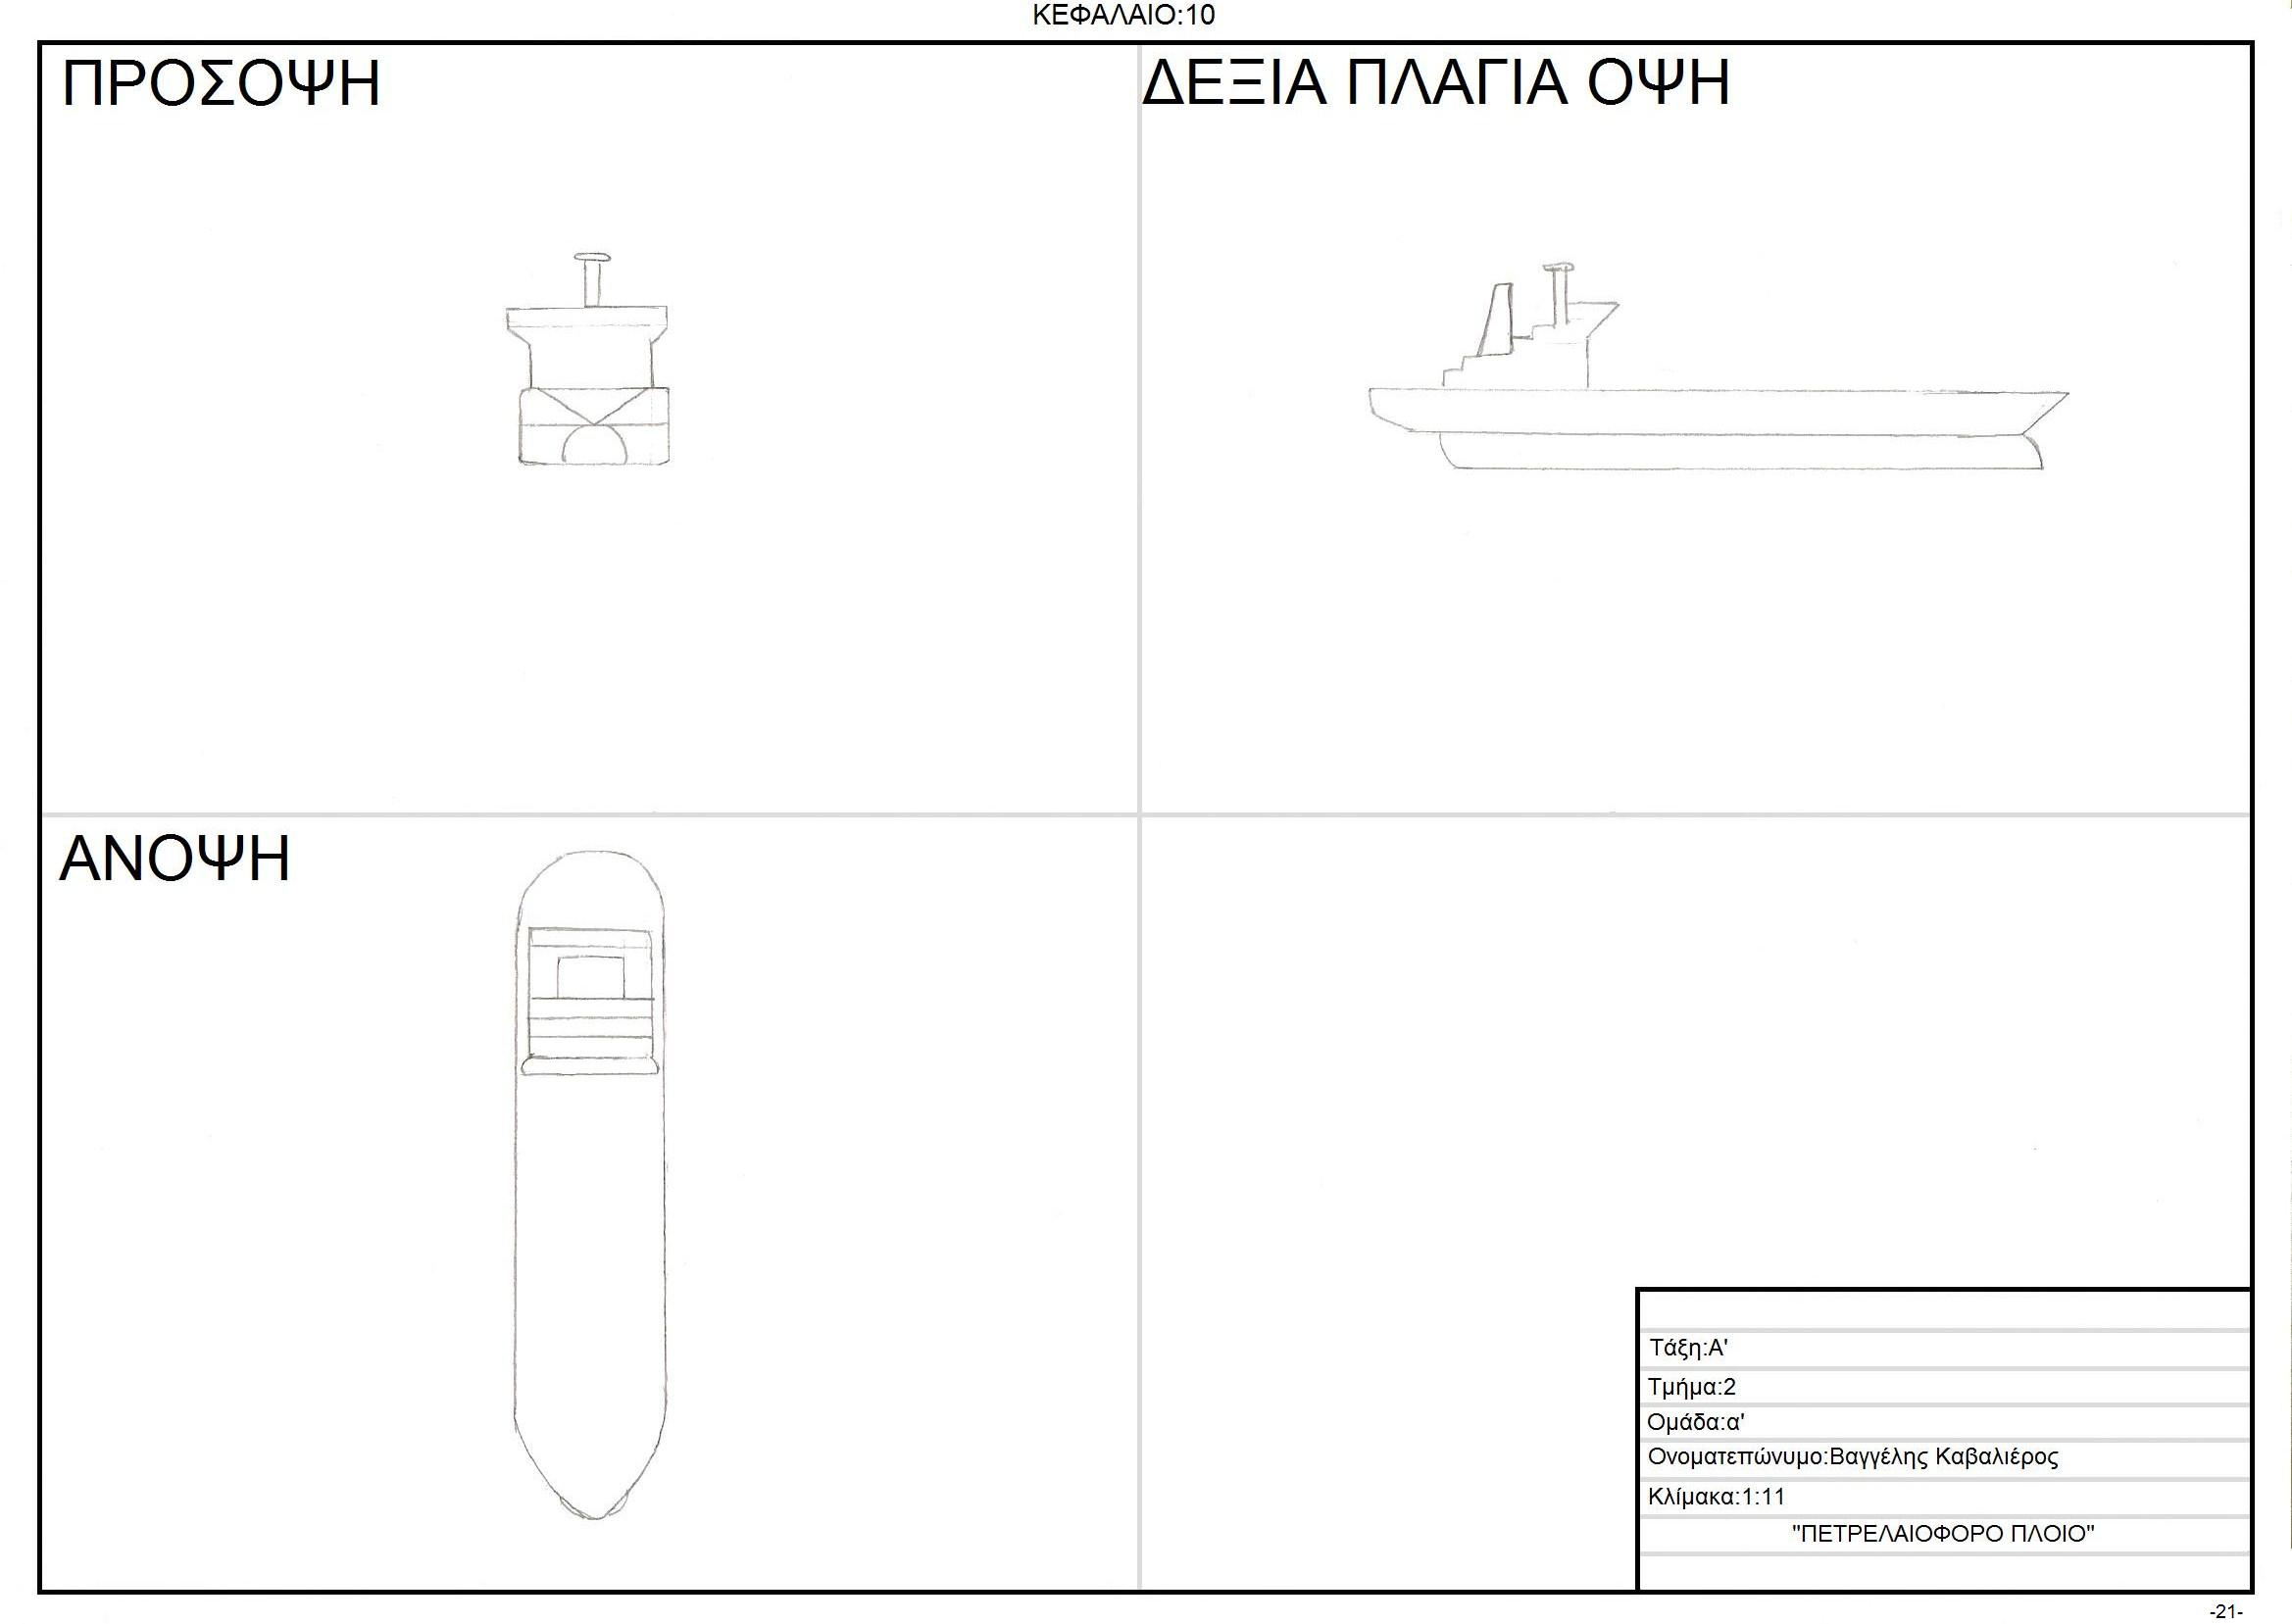 ΚΕΦΑΛΑΙΟ:10
ΠΡΟΣΟΨΗ
ΔΕΞΙΑ ΠΛΑΓΙΑ ΟΨΗ
ΑΝΟΨΗ
Τάξη:Α'
Τμήμα:2
Ομάδα:α'
Ονοματεπώνυμο:Βαγγέλης Καβαλιέρος
Κλίμακα:1:11
"ΠΕΤΡΕΛΑΙΟΦΟΡΟ ΠΛΟΙΟ"
-21-